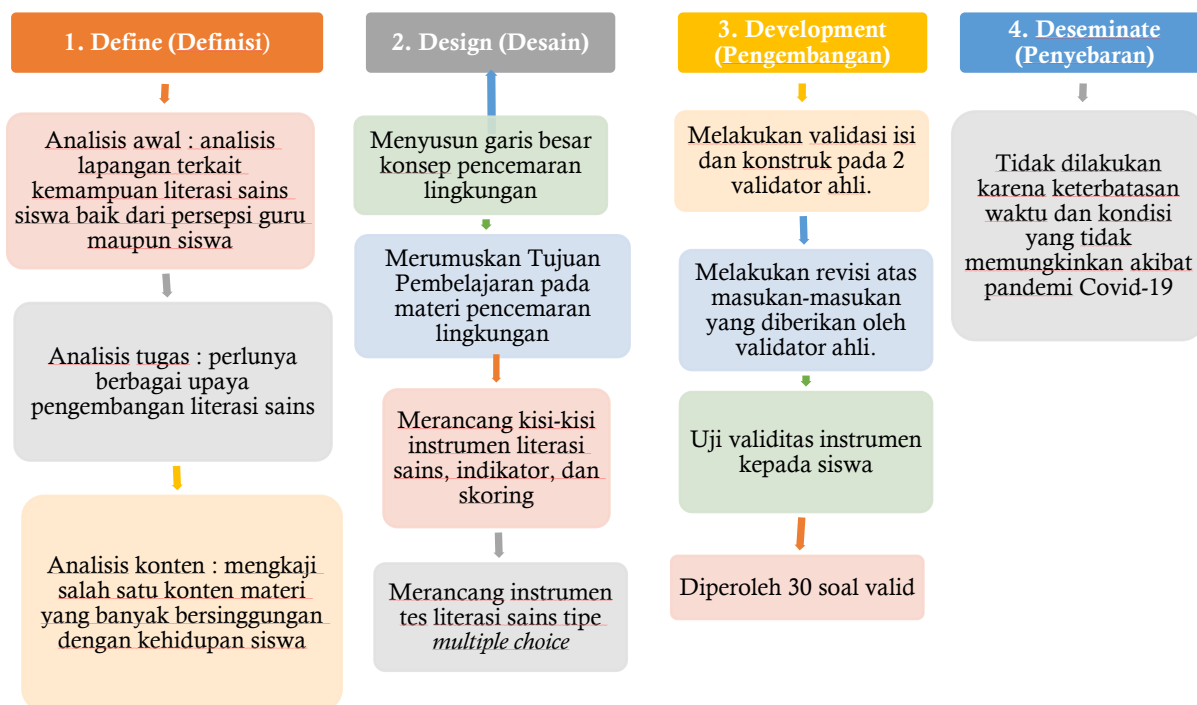 1. Define (Definisi)
Analisis awal : analisis
lapangan terkait
kemampuan literasi sains
siswa baik dari persepsi guru
maupun siswa
Analisis tugas : perlunya
berbagai upaya
pengembangan literasi sains
Analisis konten : mengkaji
salah satu konten materi
yang banyak bersinggungan
dengan kehidupan siswa
2. Design (Desain)
Menyusun garis besar
konsep pencemaran
lingkungan
Merumuskan Tujuan
Pembelajaran pada
materi pencemaran
lingkungan
Merancang kisi-kisi
instrumen literasi
sains, indikator, dan
skoring
Merancang instrumen
tes literasi sains tipe
multiple choice
3. Development
(Pengembangan)
Melakukan validasi isi
dan konstruk pada 2
validator ahli.
Melakukan revisi atas
masukan-masukan
yang diberikan oleh
validator ahli.
Uji validitas instrumen
kepada siswa
Diperoleh 30 soal valid
4. Deseminate
(Penyebaran)
Tidak dilakukan
karena keterbatasan
waktu dan kondisi
yang tidak
memungkinkan akibat
pandemi Covid-19